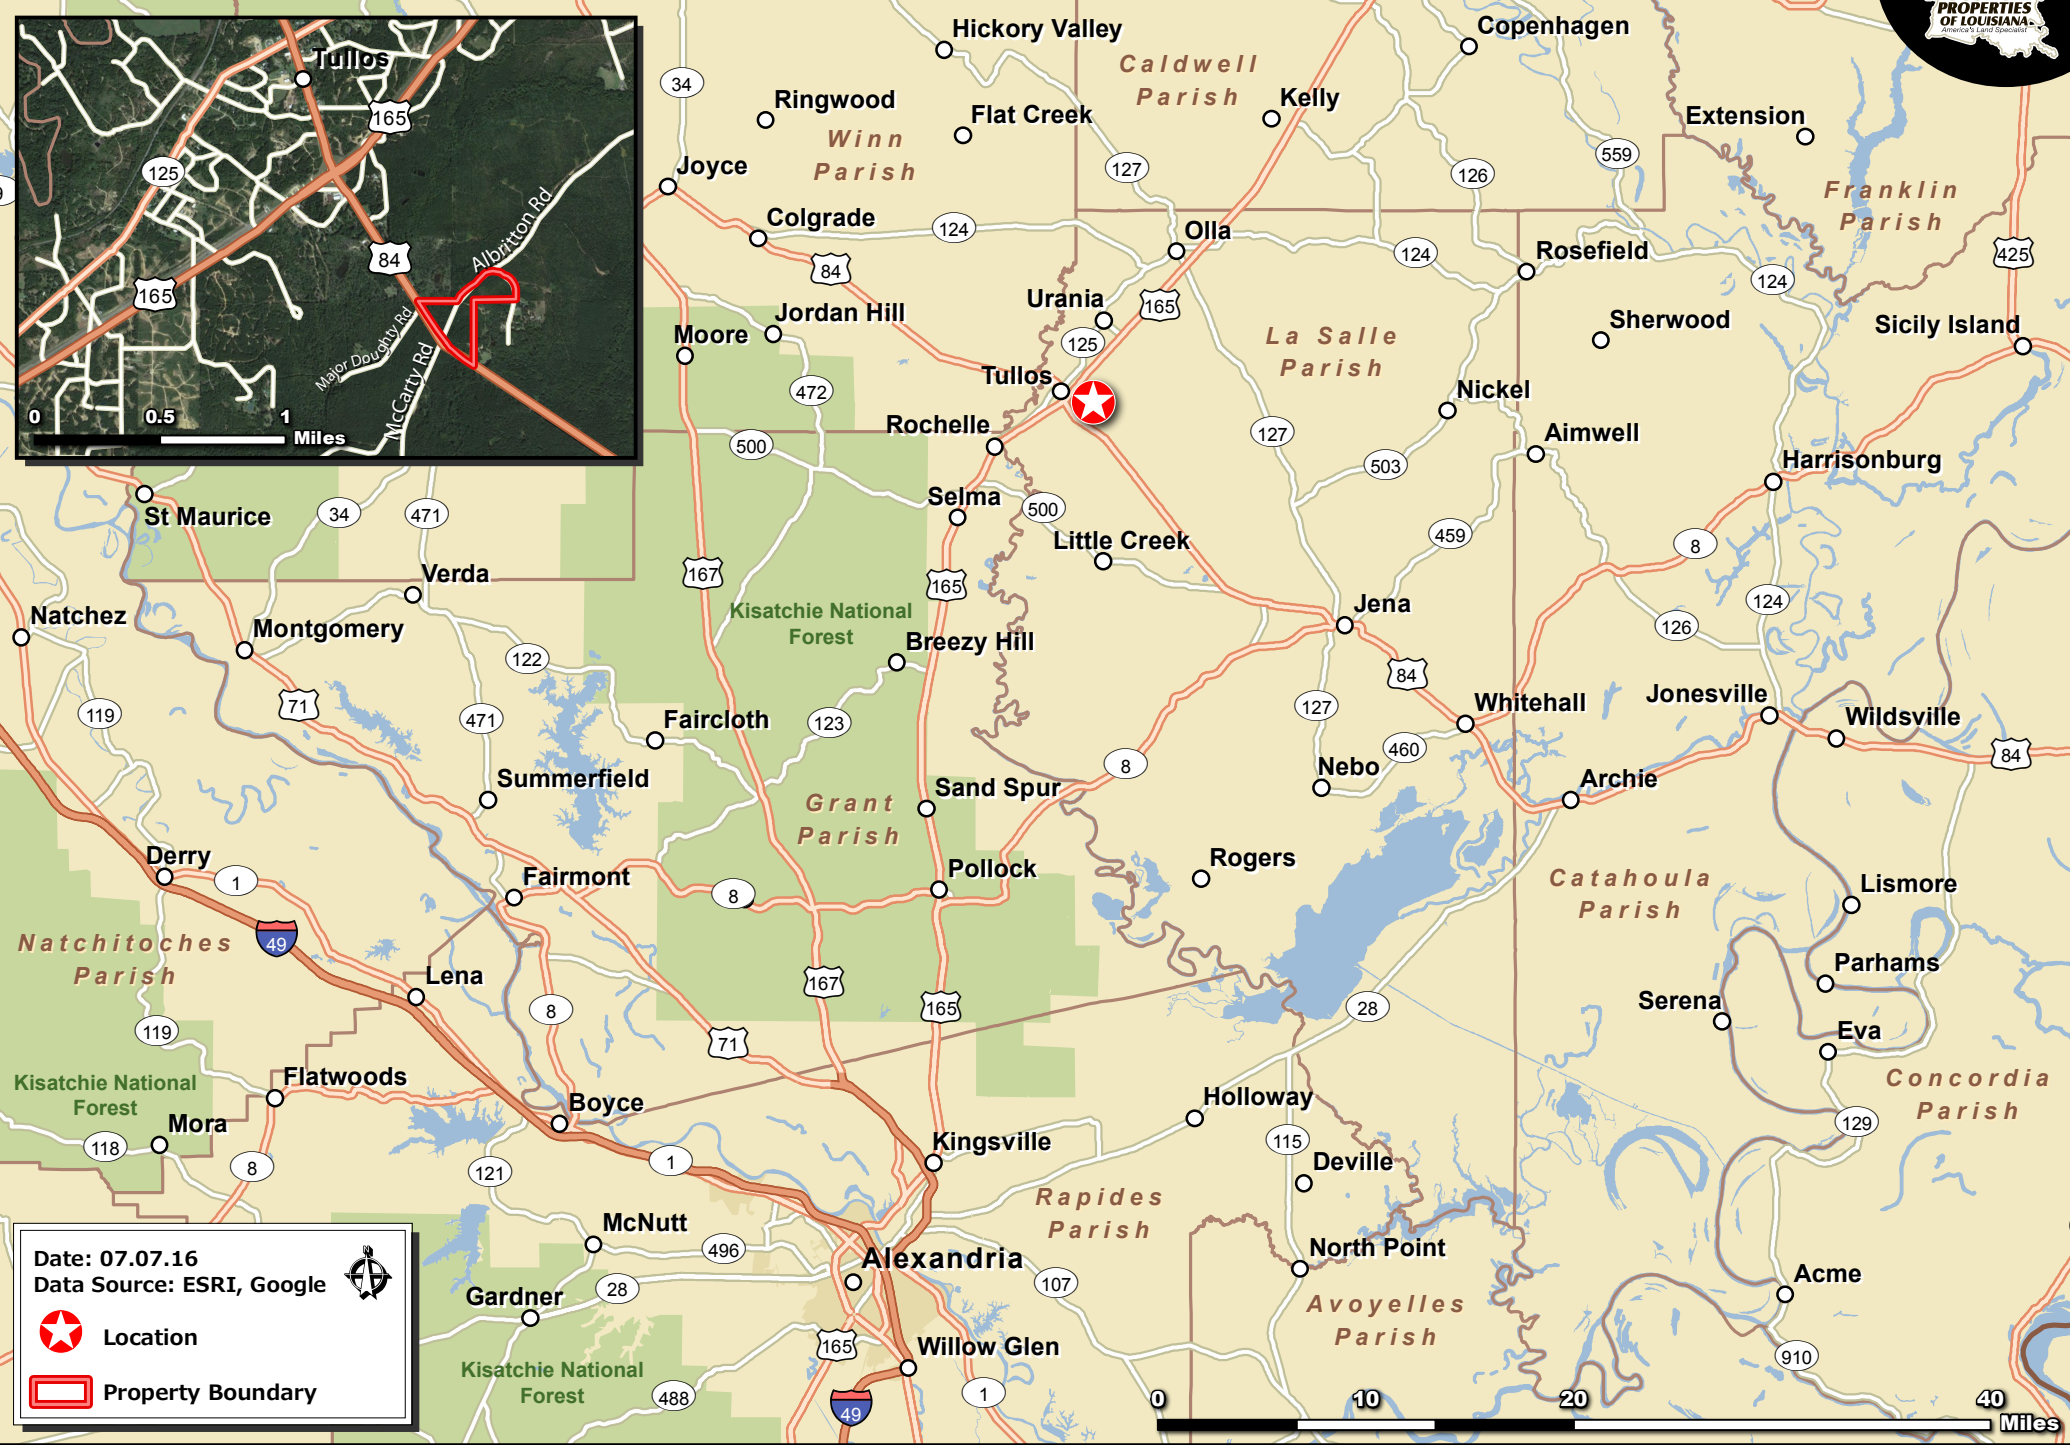 PROPERTIES
OF LOUISIANA
America's Land Specialist
Tullos
165
125
84
165
Albritton Rd
Major Doughty Rd
McCarty Rd
0 0.5 1
Miles
Hickory Valley
Copenhagen
Caldwell
Parish
34
Ringwood
Kelly
Flat Creek
Extension
Winn
Parish
559
Joyce
127
126
Franklin
Parish
Colgrade
124
Olla
124
Rosefield
425
84
124
Urania
165
Jordan Hill
Moore
Sherwood
Sicily Island
La Salle
Parish
125
Tullos
472
Nickel
Rochelle
127
Aimwell
500
503
Harrisonburg
Selma
St Maurice
34
471
500
459
Little Creek
8
167
Verda
165
124
Natchez
Kisatchie National
Forest
Jena
Montgomery
126
Breezy Hill
122
84
71
119
471
Faircloth
123
127
Whitehall
Jonesville
Wildsville
460
84
8
Nebo
Summerfield
Archie
Sand Spur
Grant
Parish
Derry
1
Rogers
Pollock
Fairmont
8
Catahoula
Parish
Lismore
49
Natchitoches
Parish
Lena
167
Parhams
8
165
28
Serena
119
71
Eva
Flatwoods
Kisatchie National
Forest
Concordia
Parish
Boyce
Holloway
Mora
118
129
115
Kingsville
8
121
1
Deville
Rapides
Parish
McNutt
496
North Point
Alexandria
Acme
Gardner
28
107
Avoyelles
Parish
165
Willow Glen
910
Kisatchie National
Forest
488
1
49
0 10 20 40
Miles
Date: 07.07.16
Data Source: ESRI, Google
Location
Property Boundary